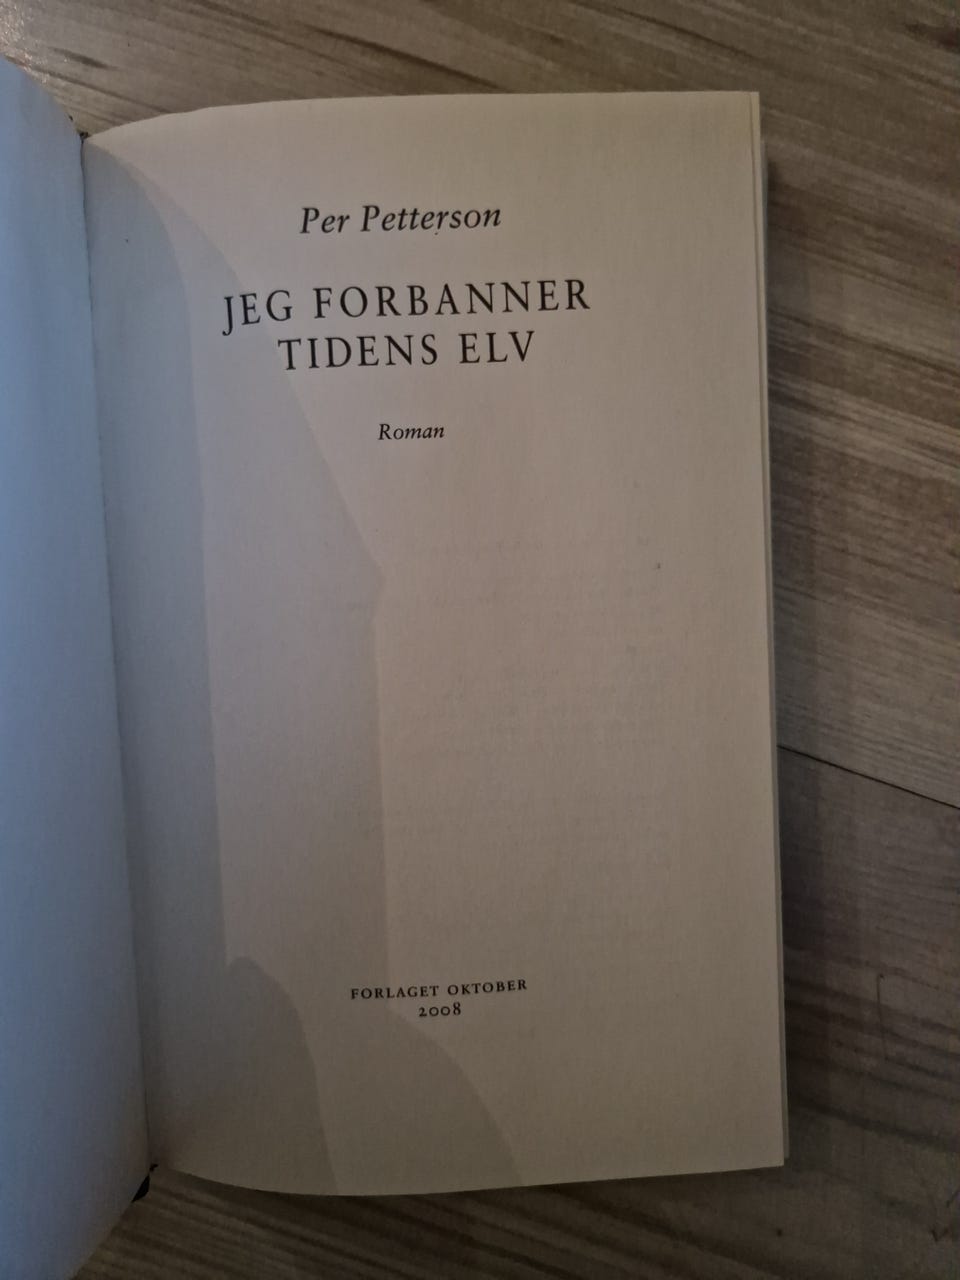 Per Petterson
JEG FORBANNER
TIDENS ELV
Roman
FORLAGET OKTOBER
2008